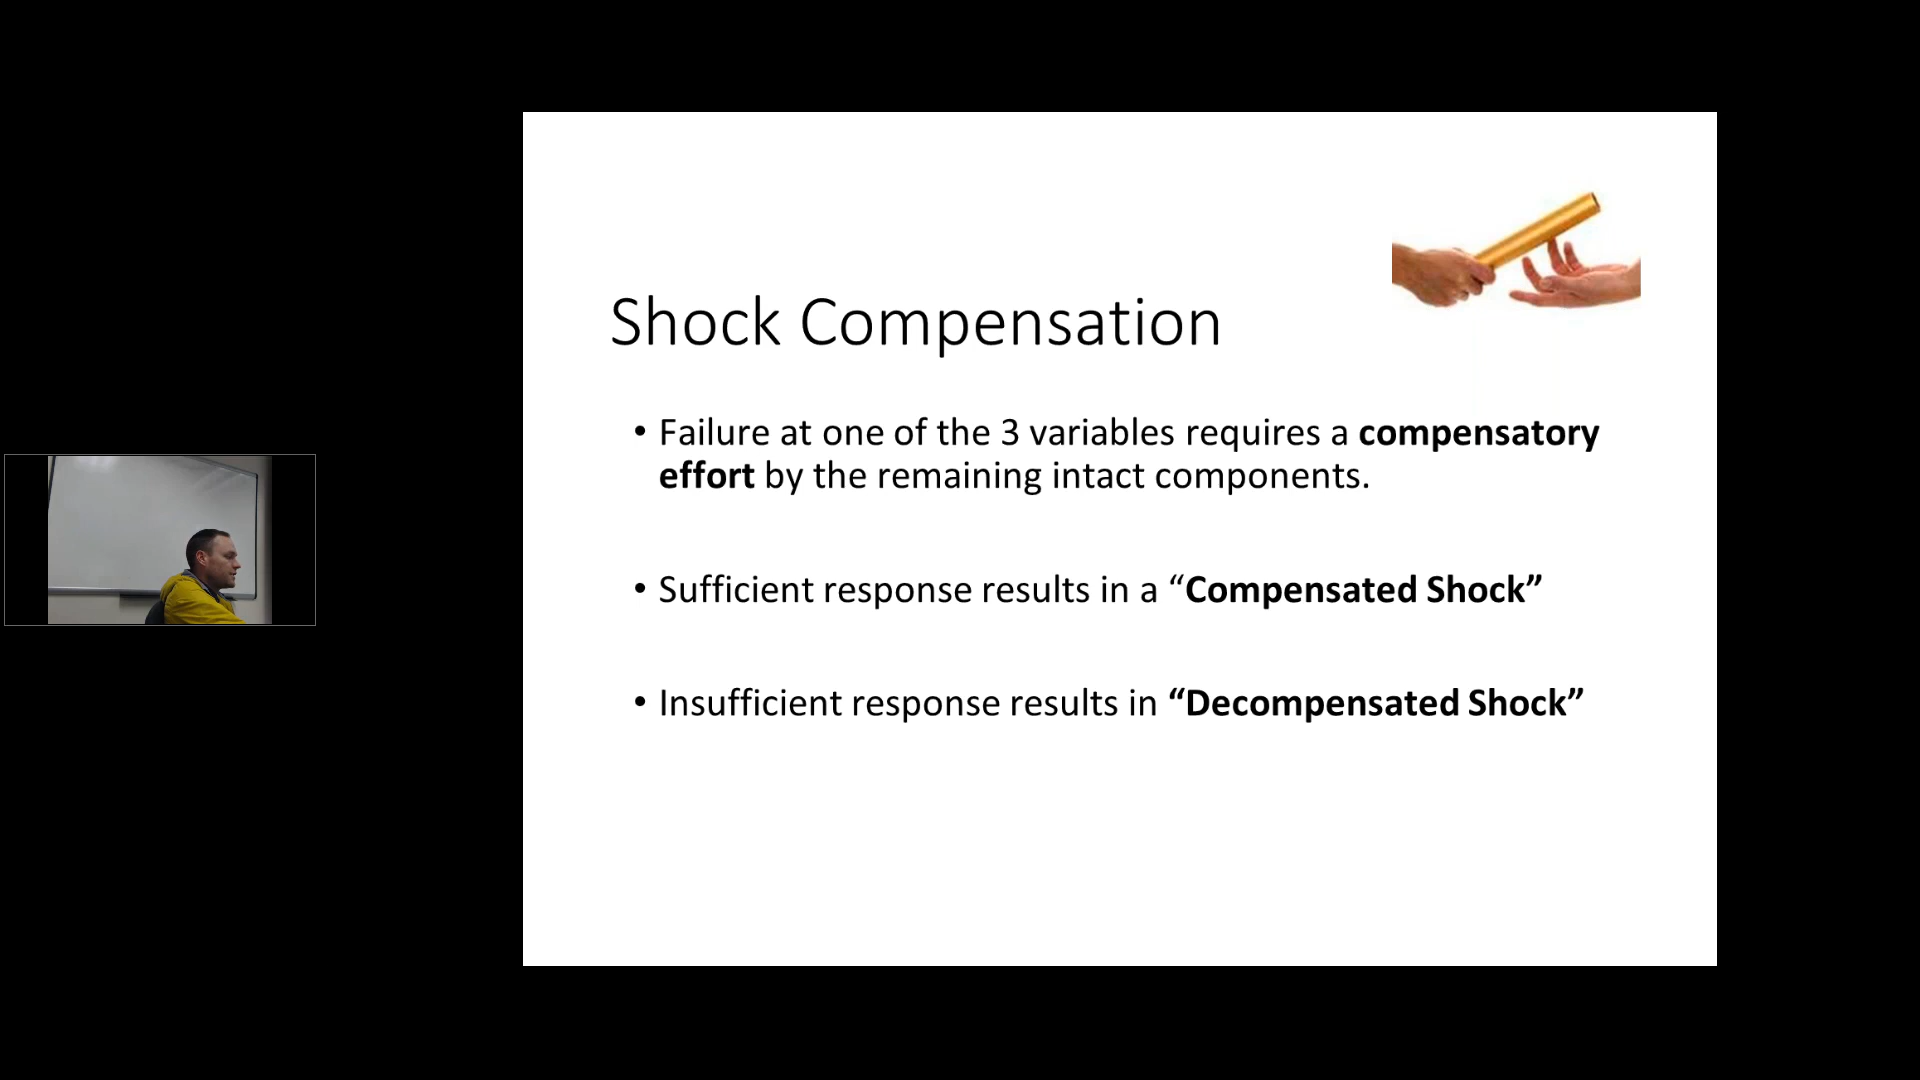 Shock Compensation
• Failure at one of the 3 variables requires a compensatory
effort by the remaining intact components.
• Sufficient response results in a “Compensated Shock”
• Insufficient response results in “Decompensated Shock”